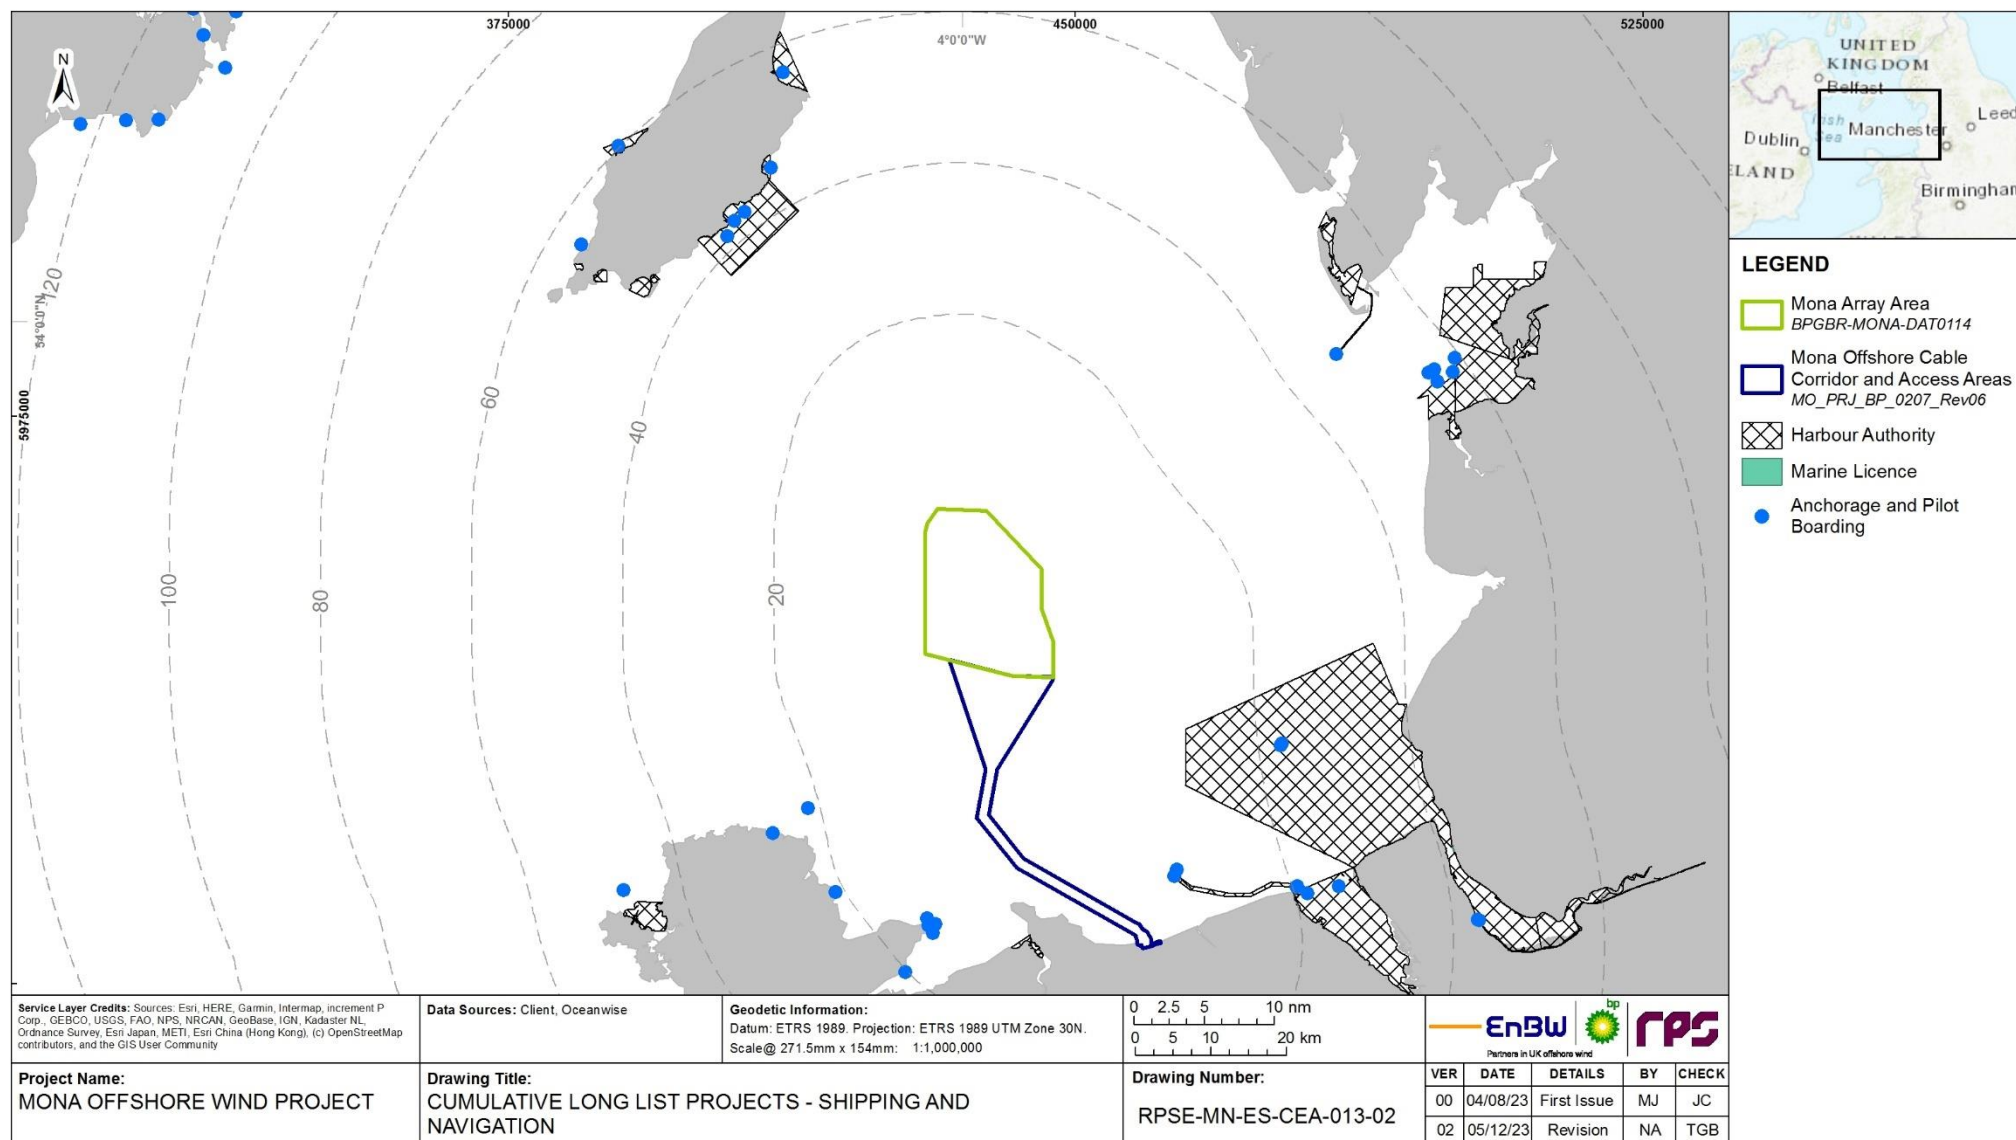 375000
450000
525000
4°0'0"W
N
120
54°0'0"N
100
80
60
40
20
5975000
UNITED
KINGDOM
Belfast
Irish
Sea
Manchester
Leed
Dublin
ELAND
Birmingham
LEGEND
Mona Array Area
BPGBR-MONA-DAT0114
Mona Offshore Cable
Corridor and Access Areas
MO_PRJ_BP_0207_Rev06
Harbour Authority
Marine Licence
Anchorage and Pilot
Boarding
Service Layer Credits: Sources: Esri, HERE, Garmin, Intermap, increment P
Corp., GEBCO, USGS, FAO, NPS, NRCAN, GeoBase, IGN, Kadaster NL,
Ordnance Survey, Esri Japan, METI, Esri China (Hong Kong), (c) OpenStreetMap
contributors, and the GIS User Community
Data Sources: Client, Oceanwise
Geodetic Information:
Datum: ETRS 1989. Projection: ETRS 1989 UTM Zone 30N.
Scale@ 271.5mm x 154mm: 1:1,000,000
0 2.5 5 10 nm
0 5 10 20 km
EnBW
bp
rps
Partners in UK offshore wind
Project Name:
MONA OFFSHORE WIND PROJECT
Drawing Title:
CUMULATIVE LONG LIST PROJECTS - SHIPPING AND
NAVIGATION
Drawing Number:
RPSE-MN-ES-CEA-013-02
VER DATE DETAILS BY CHECK
00 04/08/23 First Issue MJ JC
02 05/12/23 Revision NA TGB